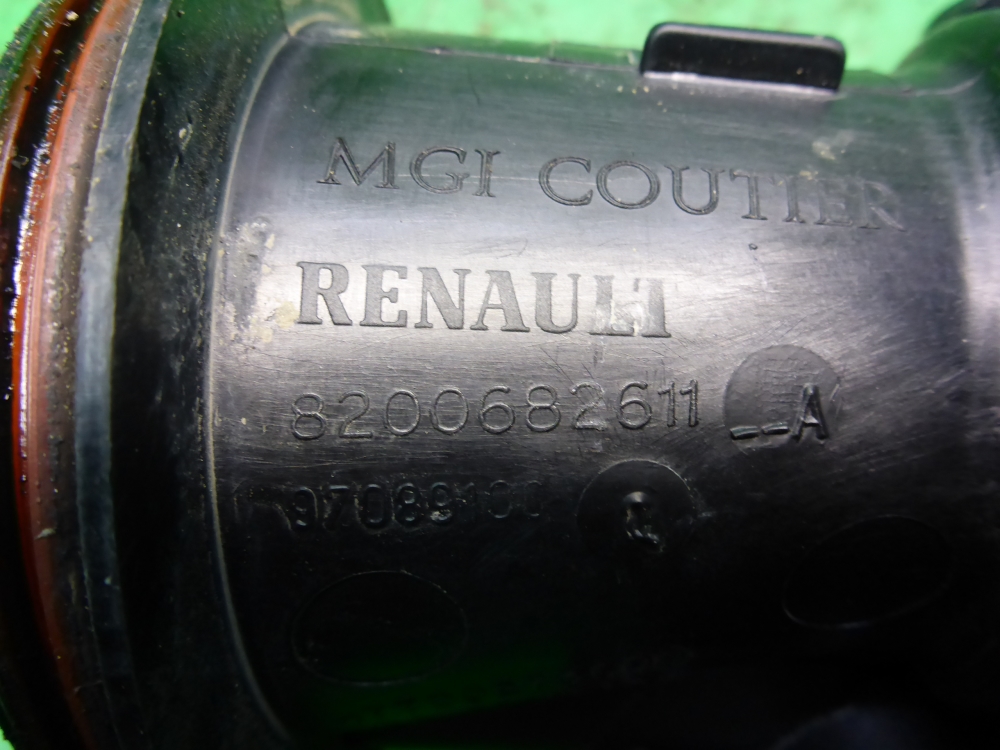 MGI COUTIER
RENAULT
8200682611 --A